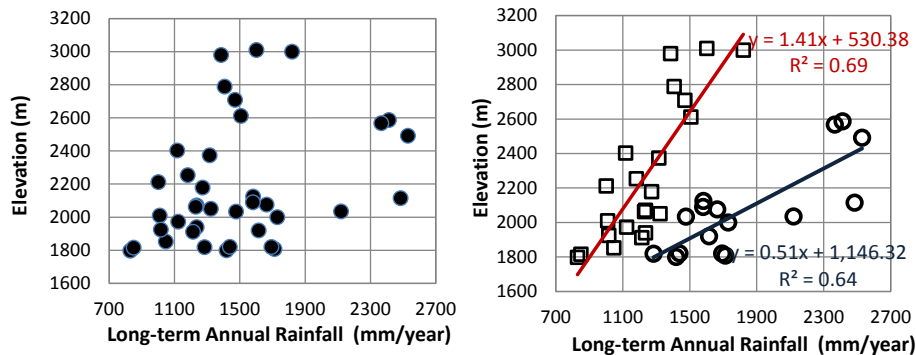 3200
3000
2800
2600
2400
2200
2000
1800
1600
Elevation (m)
700 1100 1500 1900 2300 2700
Long-term Annual Rainfall (mm/year)
3200
3000
2800
2600
2400
2200
2000
1800
1600
Elevation (m)
y = 1.41x + 530.38
R² = 0.69
y = 0.51x + 1,146.32
R² = 0.64
700 1100 1500 1900 2300 2700
Long-term Annual Rainfall (mm/year)